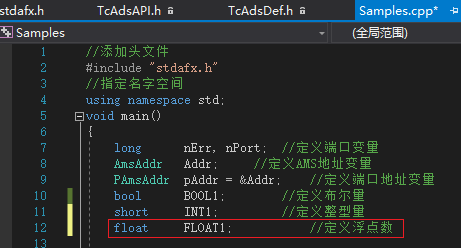 stdafx.h TcAdsAPI.h TcAdsDef.h Samples.cpp*
Samples (全局范围)
1 //添加头文件
2 #include "stdafx.h"
3 //指定名字空间
4 using namespace std;
5 void main()
6 {
7 long nErr, nPort; //定义端口变量
8 AmsAddr Addr; //定义AMS地址变量
9 PAmsAddr pAddr = &Addr; //定义端口地址变量
10 bool BOOL1; //定义布尔量
11 short INT1; //定义整型量
12 float FLOAT1; //定义浮点数